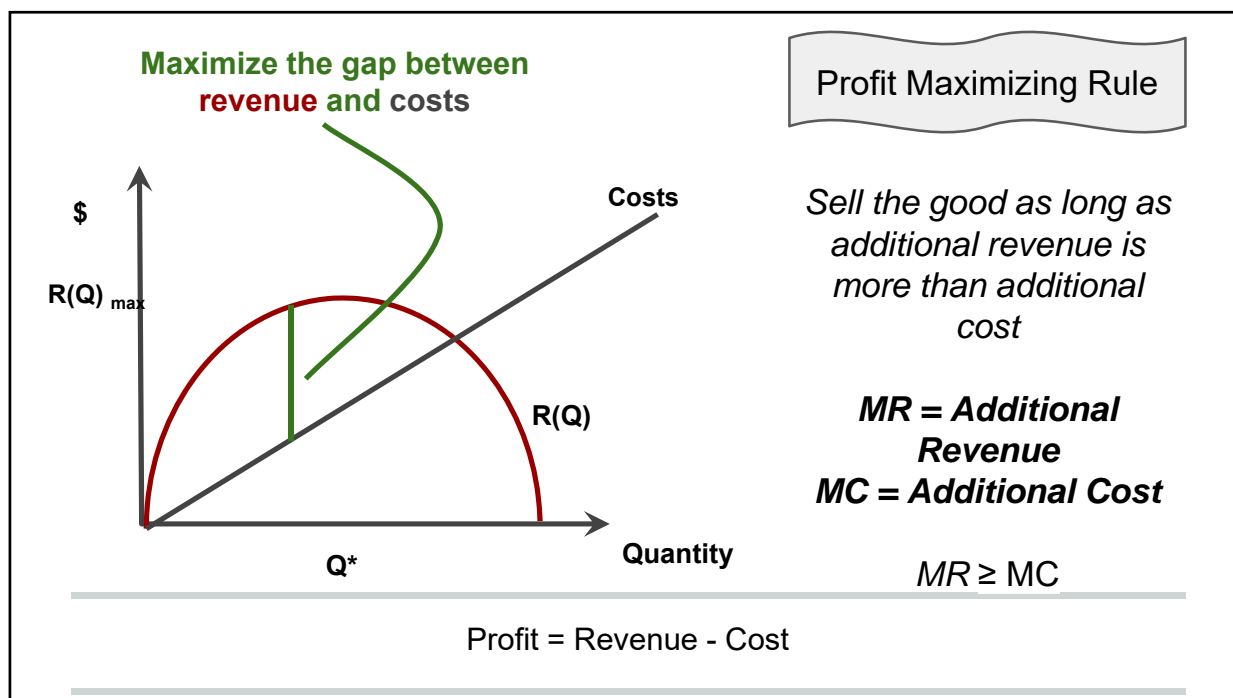 Maximize the gap between
revenue and costs
$
R(Q) max
Costs
R(Q)
Q*
Quantity
Profit Maximizing Rule
Sell the good as long as
additional revenue is
more than additional
cost
MR = Additional
Revenue
MC = Additional Cost
MR ≥ MC
Profit = Revenue - Cost